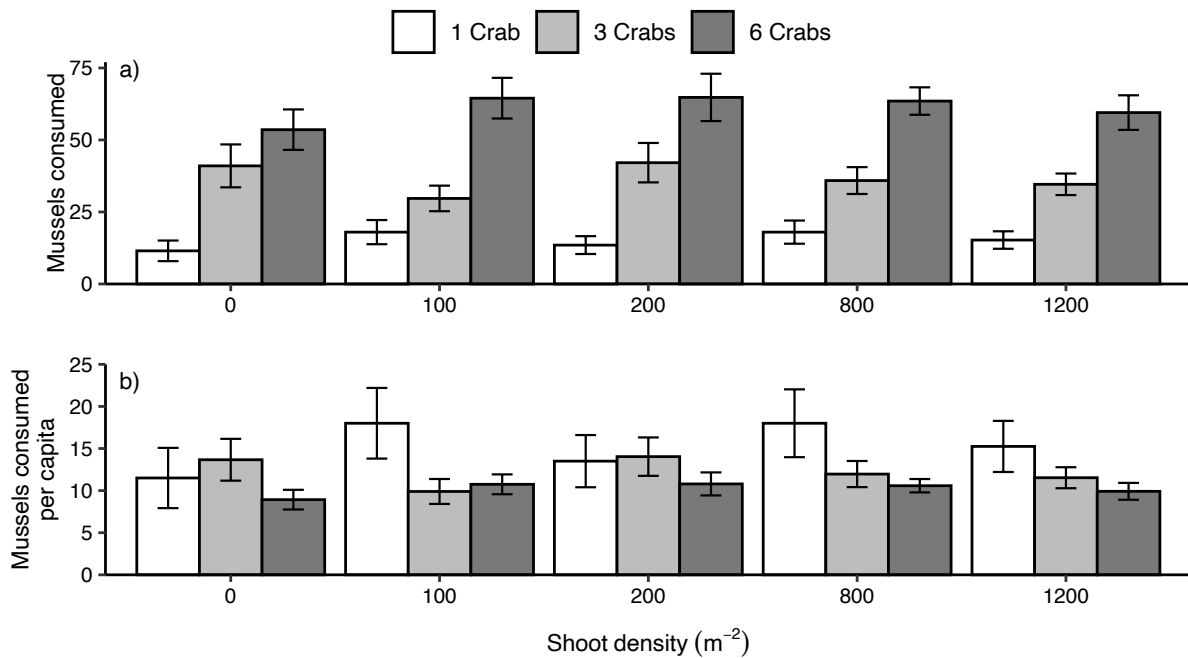 1 Crab 3 Crabs 6 Crabs
a)
Mussels consumed
75
50
25
0
0 100 200 800 1200
b)
Mussels consumed
per capita
25
20
15
10
5
0
0 100 200 800 1200
Shoot density (m⁻²)